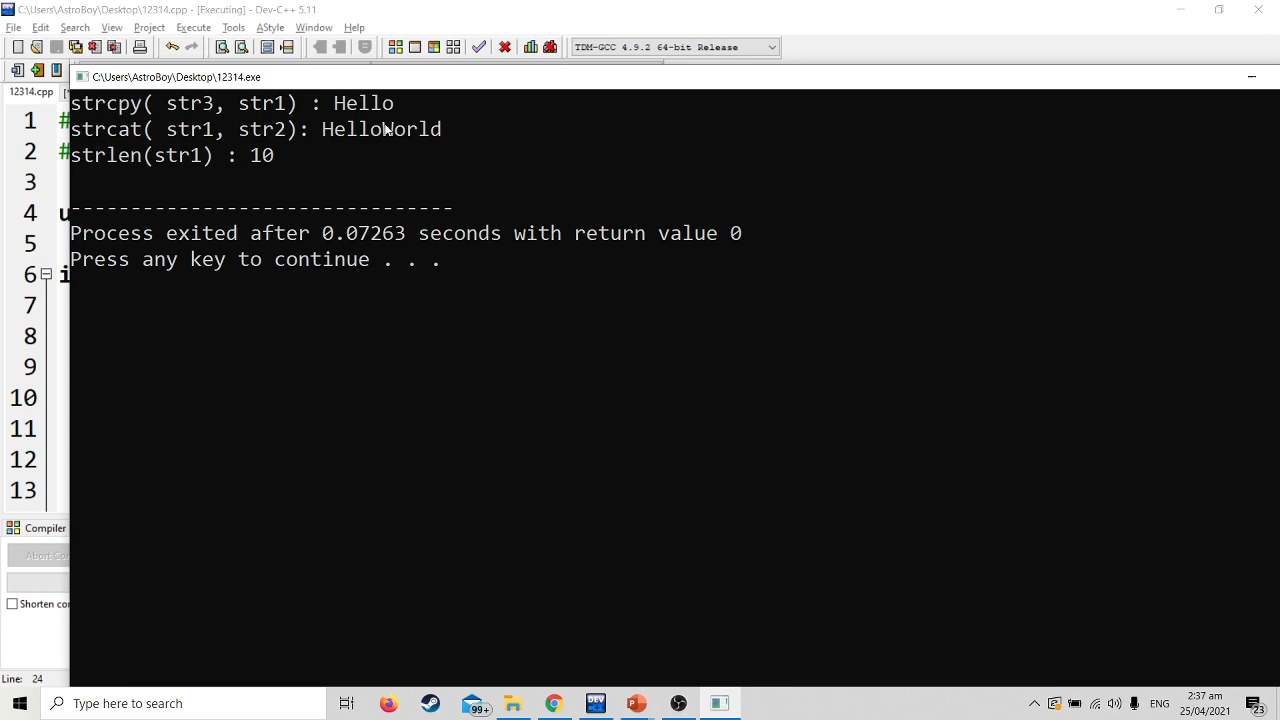 C:\Users\AstroBoy\Desktop\12314.cpp - [Executing] - Dev-C++ 5.11
File Edit Search View Project Execute Tools AStyle Window Help
TDM-GCC 4.9.2 64-bit Release
C:\Users\AstroBoy\Desktop\12314.exe
12314.cpp
strcpy( str3, str1) : Hello
strcat( str1, str2): HelloWorld
strlen(str1) : 10
--------------------------------
Process exited after 0.07263 seconds with return value 0
Press any key to continue . . .
1 #
2 #
3
4 u
5
6 i
7
8
9
10
11
12
13
Compiler
Abort
Shorten
Line: 24
Type here to search
99+
DEV
ENG
2:37 am
25/04/2021
23